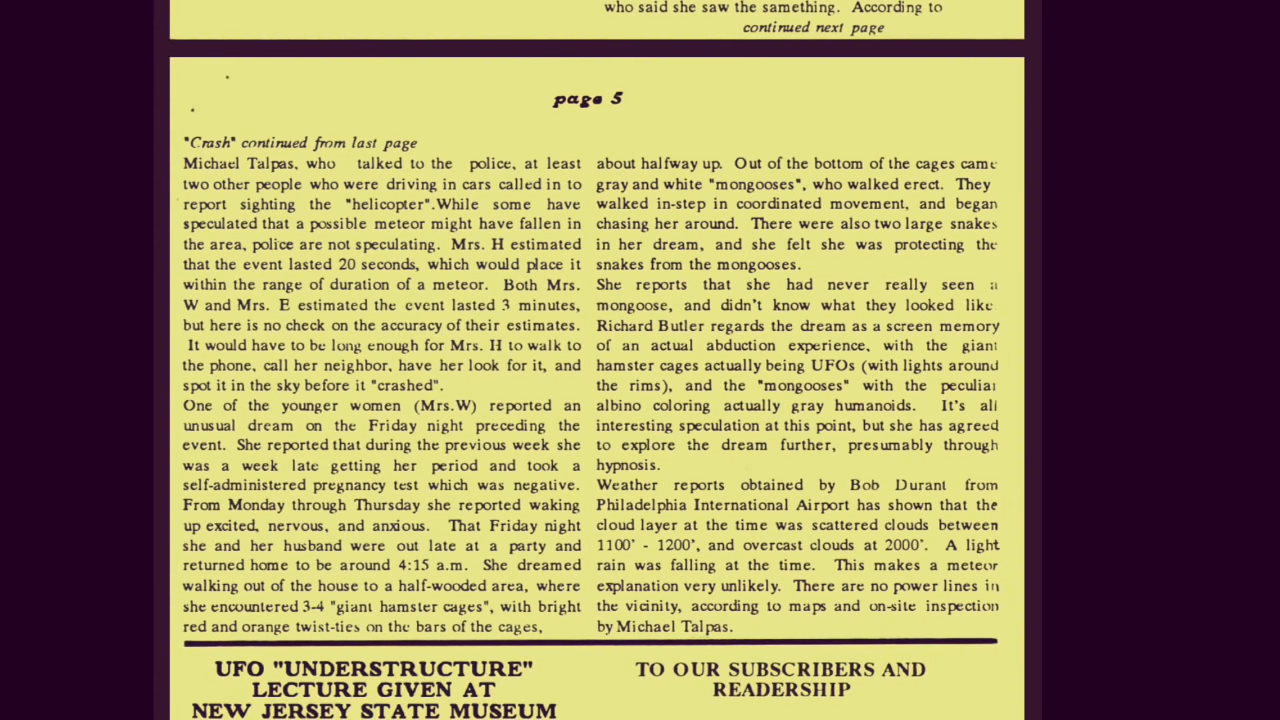 who said she saw the samething. According to
continued next page
page 5
"Crash" continued from last page
Michael Talpas, who talked to the police, at least
two other people who were driving in cars called in to
report sighting the "helicopter".While some have
speculated that a possible meteor might have fallen in
the area, police are not speculating. Mrs. H estimated
that the event lasted 20 seconds, which would place it
within the range of duration of a meteor. Both Mrs.
W and Mrs. E estimated the event lasted 3 minutes,
but here is no check on the accuracy of their estimates.
It would have to be long enough for Mrs. H to walk to
the phone, call her neighbor, have her look for it, and
spot it in the sky before it "crashed".
One of the younger women (Mrs.W) reported an
unusual dream on the Friday night preceding the
event. She reported that during the previous week she
was a week late getting her period and took a
self-administered pregnancy test which was negative.
From Monday through Thursday she reported waking
up excited, nervous, and anxious. That Friday night
she and her husband were out late at a party and
returned home to be around 4:15 a.m. She dreamed
walking out of the house to a half-wooded area, where
she encountered 3-4 "giant hamster cages", with bright
red and orange twist-ties on the bars of the cages,
about halfway up. Out of the bottom of the cages came
gray and white "mongooses", who walked erect. They
walked in-step in coordinated movement, and began
chasing her around. There were also two large snakes
in her dream, and she felt she was protecting the
snakes from the mongooses.
She reports that she had never really seen a
mongoose, and didn't know what they looked like.
Richard Butler regards the dream as a screen memory
of an actual abduction experience, with the giant
hamster cages actually being UFOs (with lights around
the rims), and the "mongooses" with the peculiar
albino coloring actually gray humanoids. It's all
interesting speculation at this point, but she has agreed
to explore the dream further, presumably through
hypnosis.
Weather reports obtained by Bob Durant from
Philadelphia International Airport has shown that the
cloud layer at the time was scattered clouds between
1100' - 1200', and overcast clouds at 2000'. A light
rain was falling at the time. This makes a meteor
explanation very unlikely. There are no power lines in
the vicinity, according to maps and on-site inspection
by Michael Talpas.
UFO "UNDERSTRUCTURE"
LECTURE GIVEN AT
NEW JERSEY STATE MUSEUM
TO OUR SUBSCRIBERS AND
READERSHIP